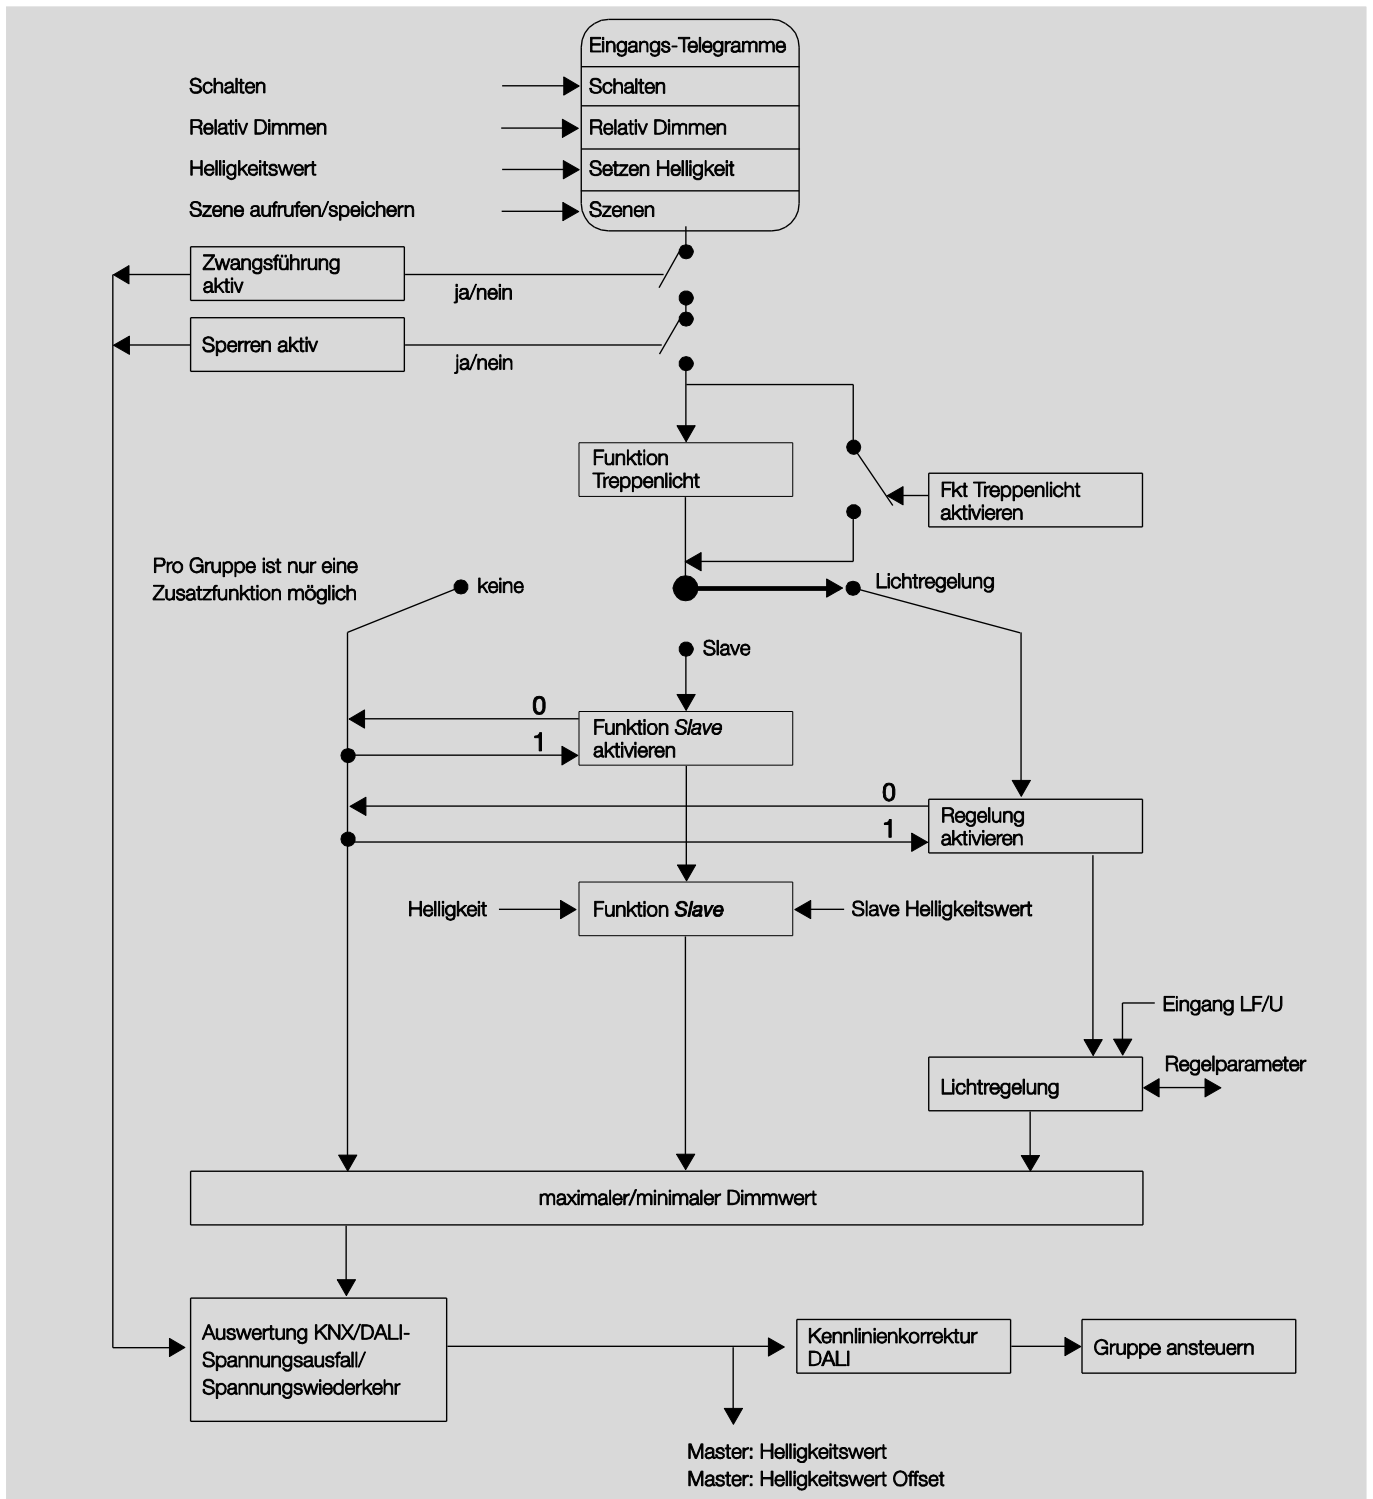 Eingangs-Telegramme
Schalten
Schalten
Relativ Dimmen
Relativ Dimmen
Helligkeitswert
Setzen Helligkeit
Szene aufrufen/speichern
Szenen
Zwangsführung
aktiv
ja/nein
Sperren aktiv
ja/nein
Funktion
Treppenlicht
Fkt Treppenlicht
aktivieren
Pro Gruppe ist nur eine
Zusatzfunktion möglich
keine
Lichtregelung
Slave
0
1
Funktion Slave
aktivieren
0
1
Regelung
aktivieren
Helligkeit
Funktion Slave
Slave Helligkeitswert
Eingang LF/U
Regelparameter
Lichtregelung
maximaler/minimaler Dimmwert
Auswertung KNX/DALI-
Spannungsausfall/
Spannungswiederkehr
Kennlinienkorrektur
DALI
Gruppe ansteuern
Master: Helligkeitswert
Master: Helligkeitswert Offset